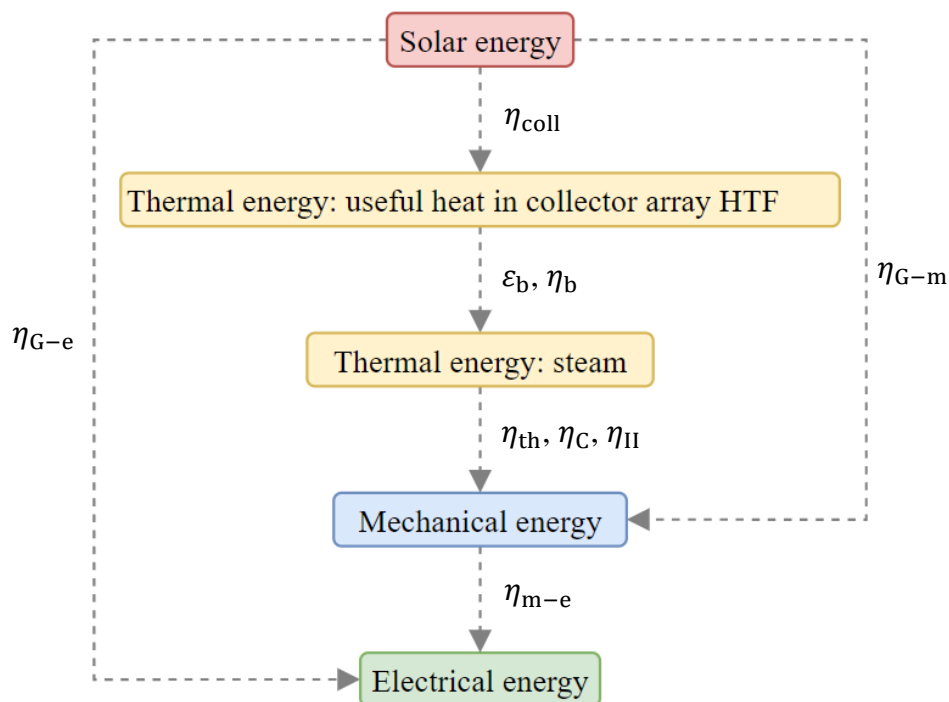 Solar energy
η_coll
Thermal energy: useful heat in collector array HTF
ε_b, η_b
η_G−m
η_G−e
Thermal energy: steam
η_th, η_C, η_II
Mechanical energy
η_m−e
Electrical energy